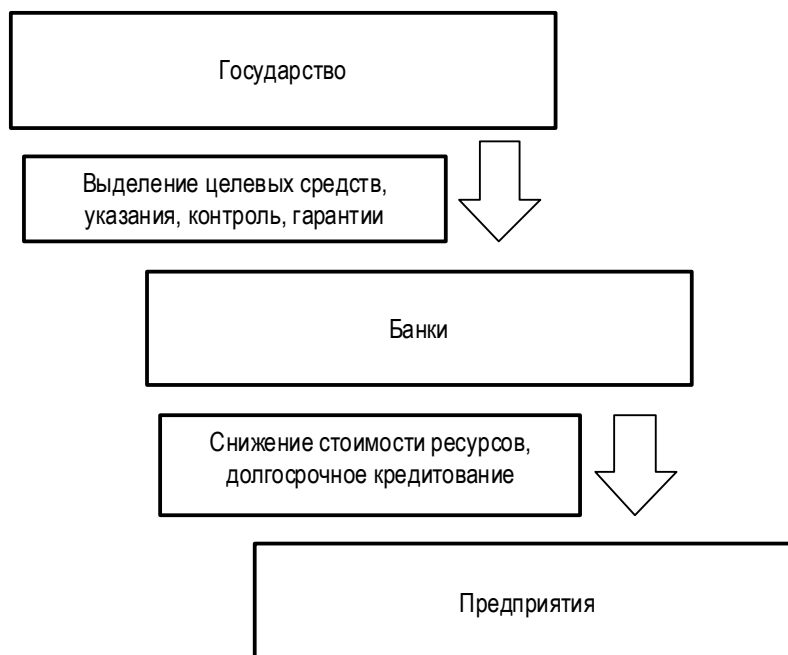 Государство
Выделение целевых средств,
указания, контроль, гарантии
Банки
Снижение стоимости ресурсов,
долгосрочное кредитование
Предприятия